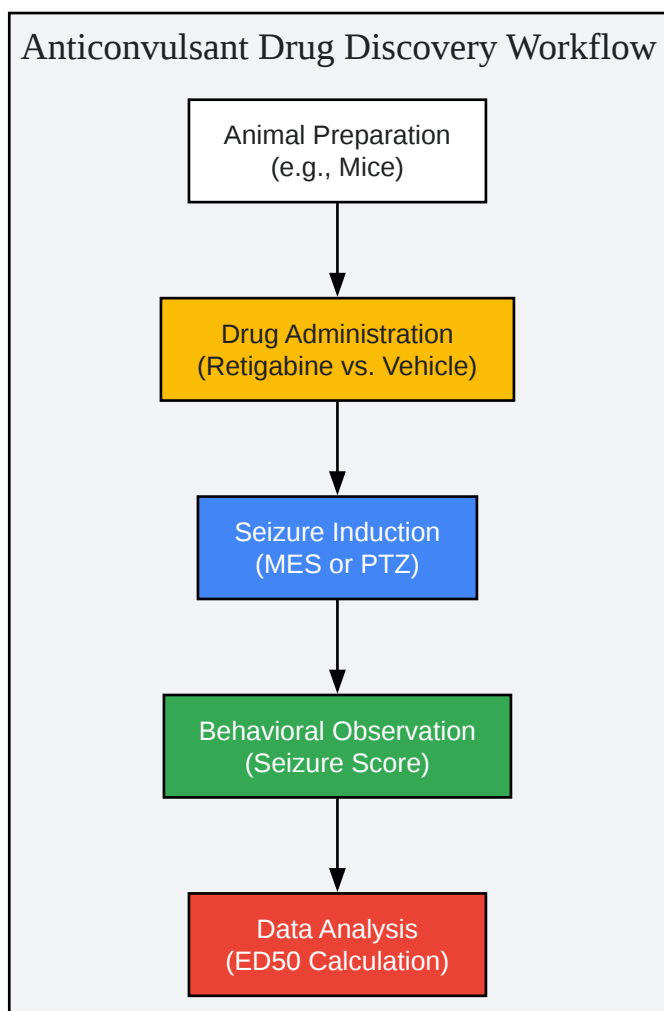 Anticonvulsant Drug Discovery Workflow
Animal Preparation
(e.g., Mice)
Drug Administration
(Retigabine vs. Vehicle)
Seizure Induction
(MES or PTZ)
Behavioral Observation
(Seizure Score)
Data Analysis
(ED50 Calculation)